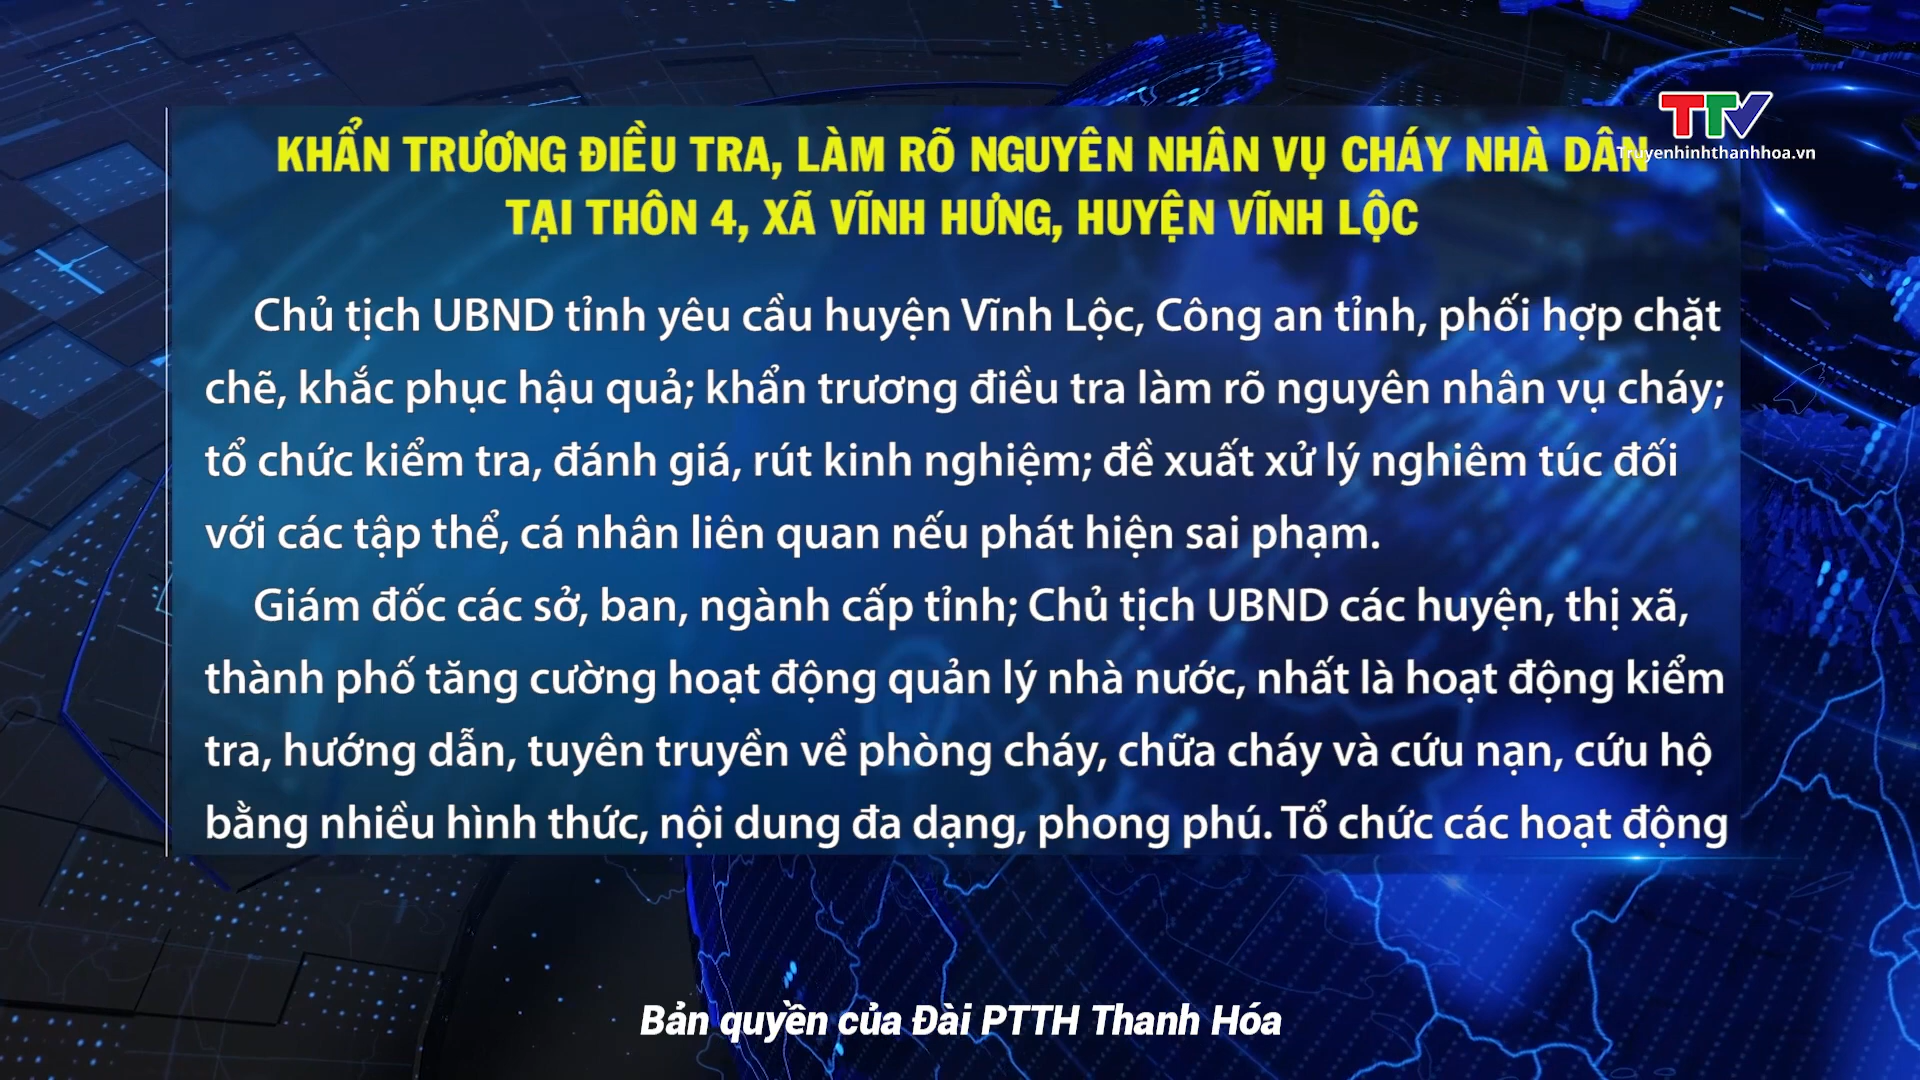 TTV
Truyenhinhthanhhoa.vn
KHẨN TRƯƠNG ĐIỀU TRA, LÀM RÕ NGUYÊN NHÂN VỤ CHÁY NHÀ DÂN
TẠI THÔN 4, XÃ VĨNH HƯNG, HUYỆN VĨNH LỘC
Chủ tịch UBND tỉnh yêu cầu huyện Vĩnh Lộc, Công an tỉnh, phối hợp chặt
chẽ, khắc phục hậu quả; khẩn trương điều tra làm rõ nguyên nhân vụ cháy;
tổ chức kiểm tra, đánh giá, rút kinh nghiệm; đề xuất xử lý nghiêm túc đối
với các tập thể, cá nhân liên quan nếu phát hiện sai phạm.
Giám đốc các sở, ban, ngành cấp tỉnh; Chủ tịch UBND các huyện, thị xã,
thành phố tăng cường hoạt động quản lý nhà nước, nhất là hoạt động kiểm
tra, hướng dẫn, tuyên truyền về phòng cháy, chữa cháy và cứu nạn, cứu hộ
bằng nhiều hình thức, nội dung đa dạng, phong phú. Tổ chức các hoạt động
Bản quyền của Đài PTTH Thanh Hóa